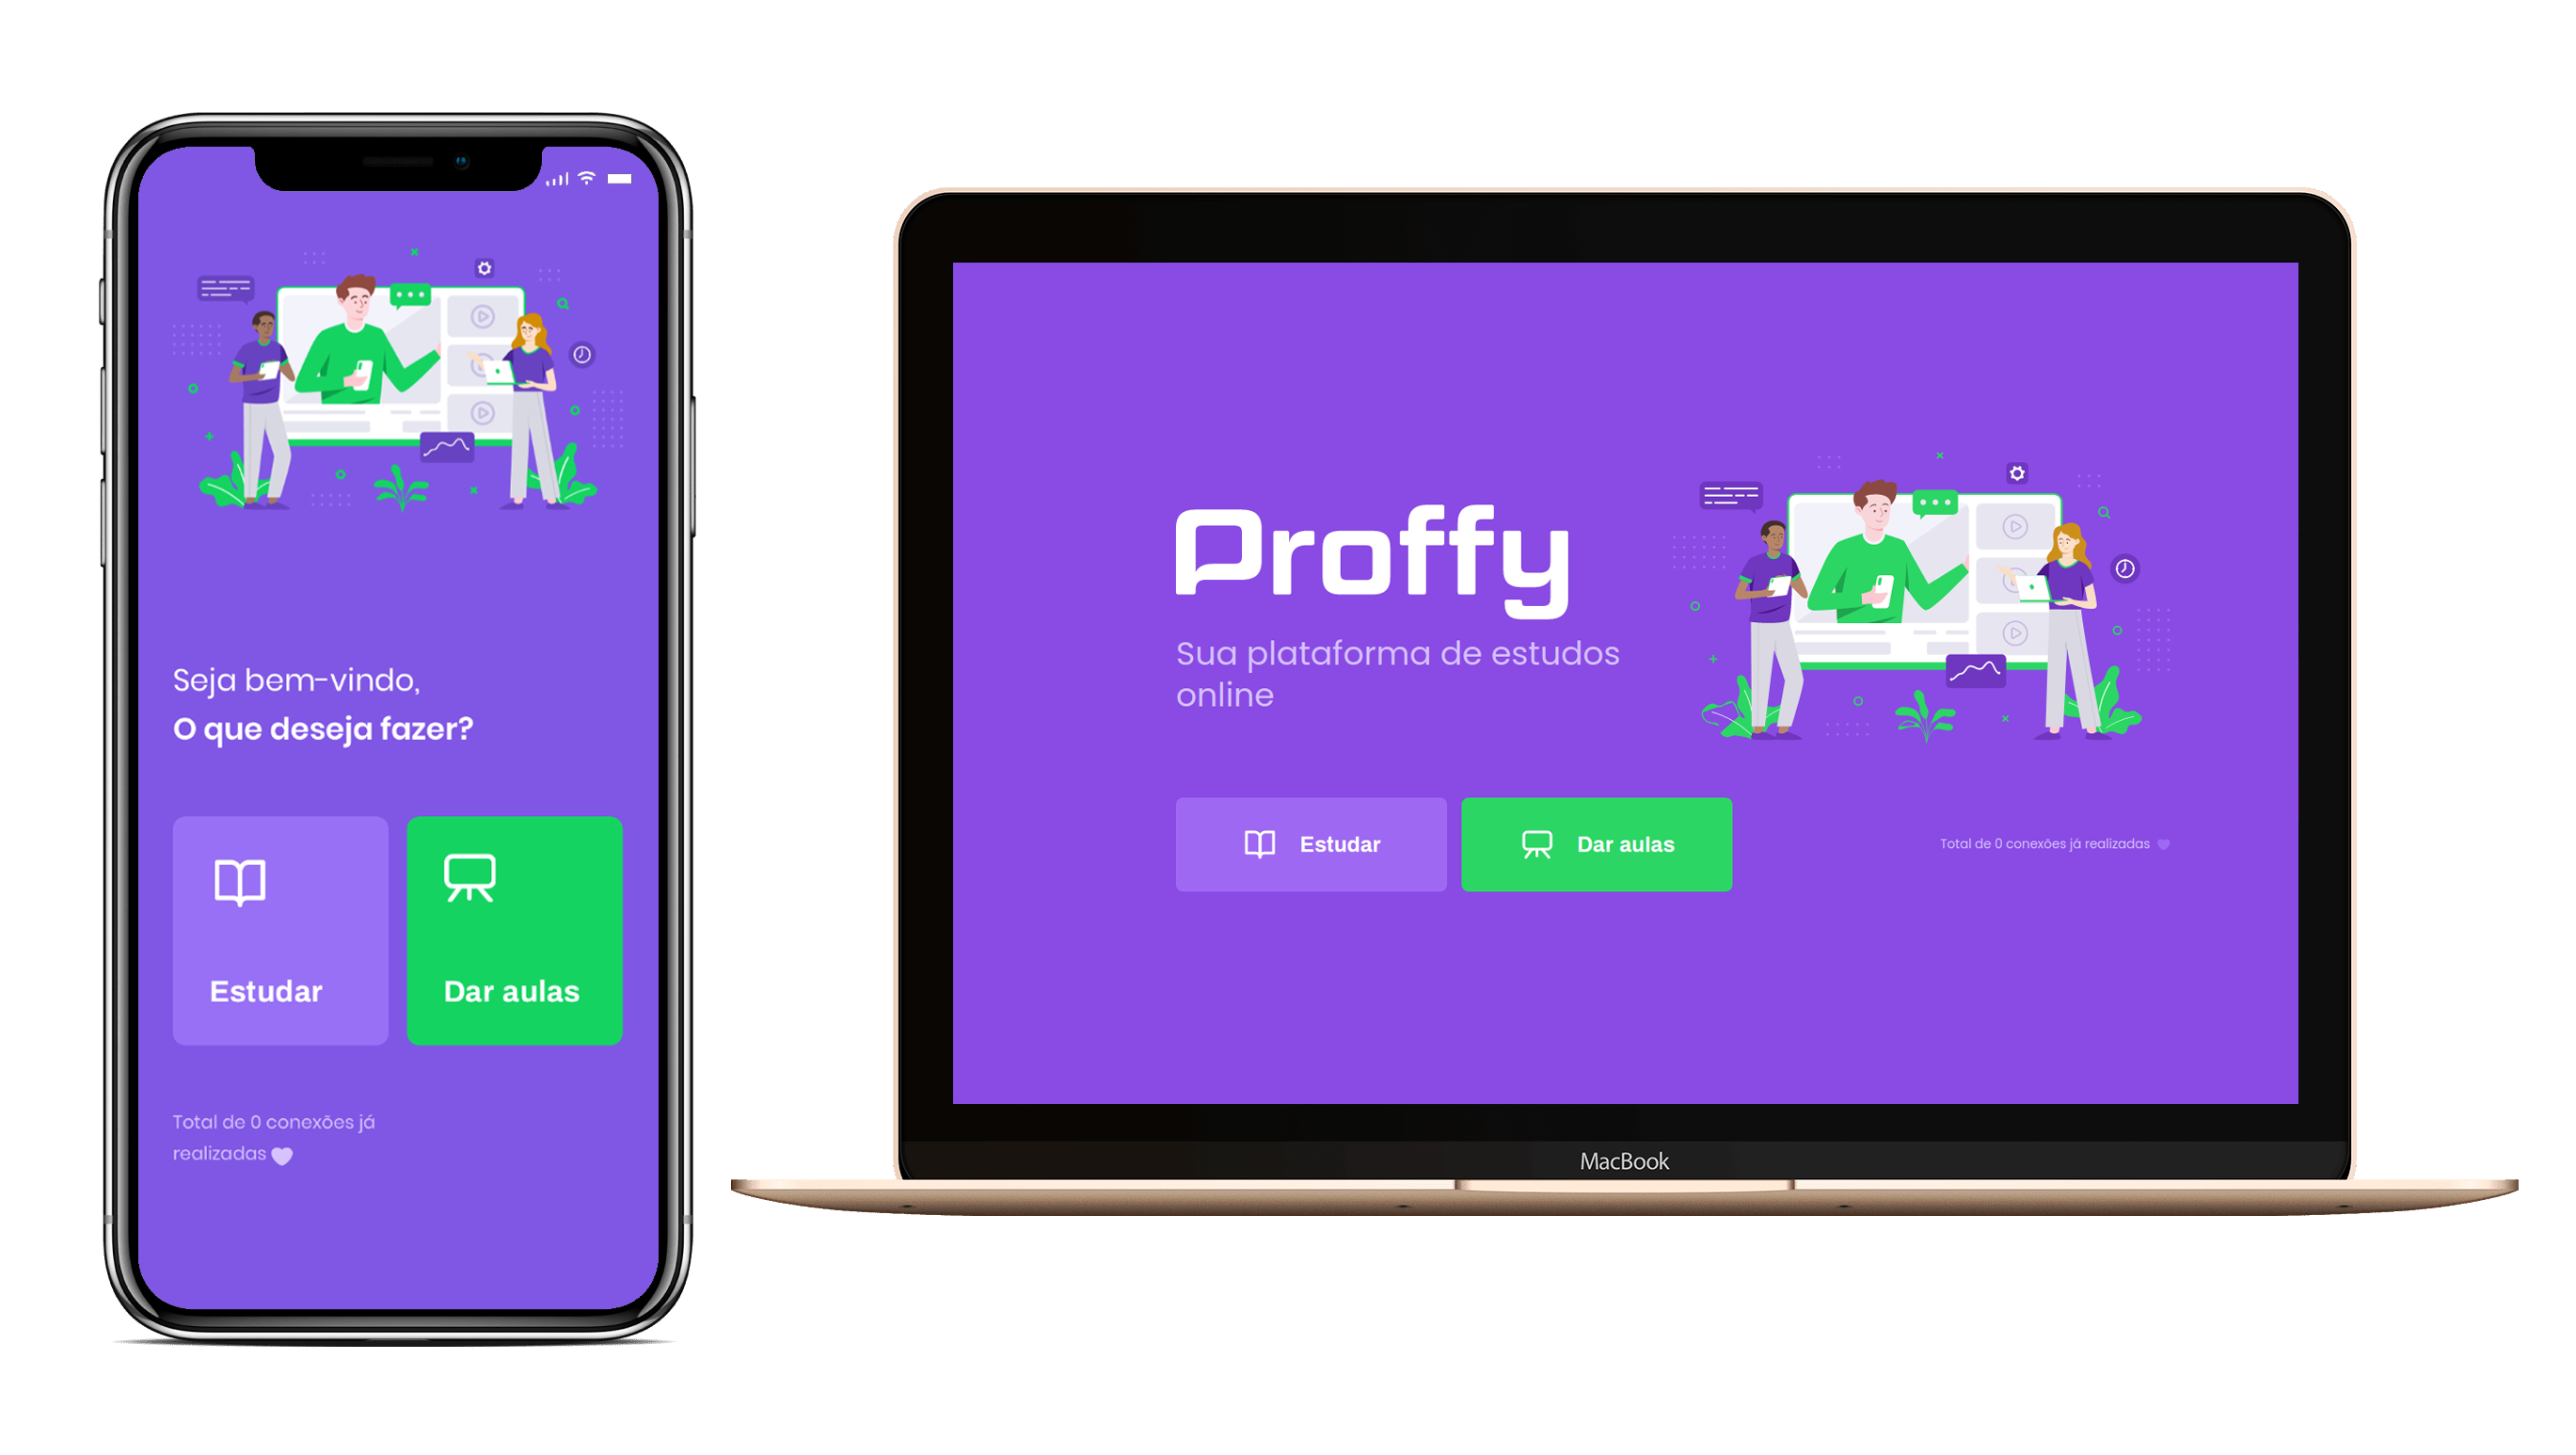 Seja bem-vindo,
O que deseja fazer?
Estudar
Dar aulas
Total de 0 conexões já
realizadas
Proffy
Sua plataforma de estudos
online
Estudar
Dar aulas
Total de 0 conexões já realizadas
MacBook